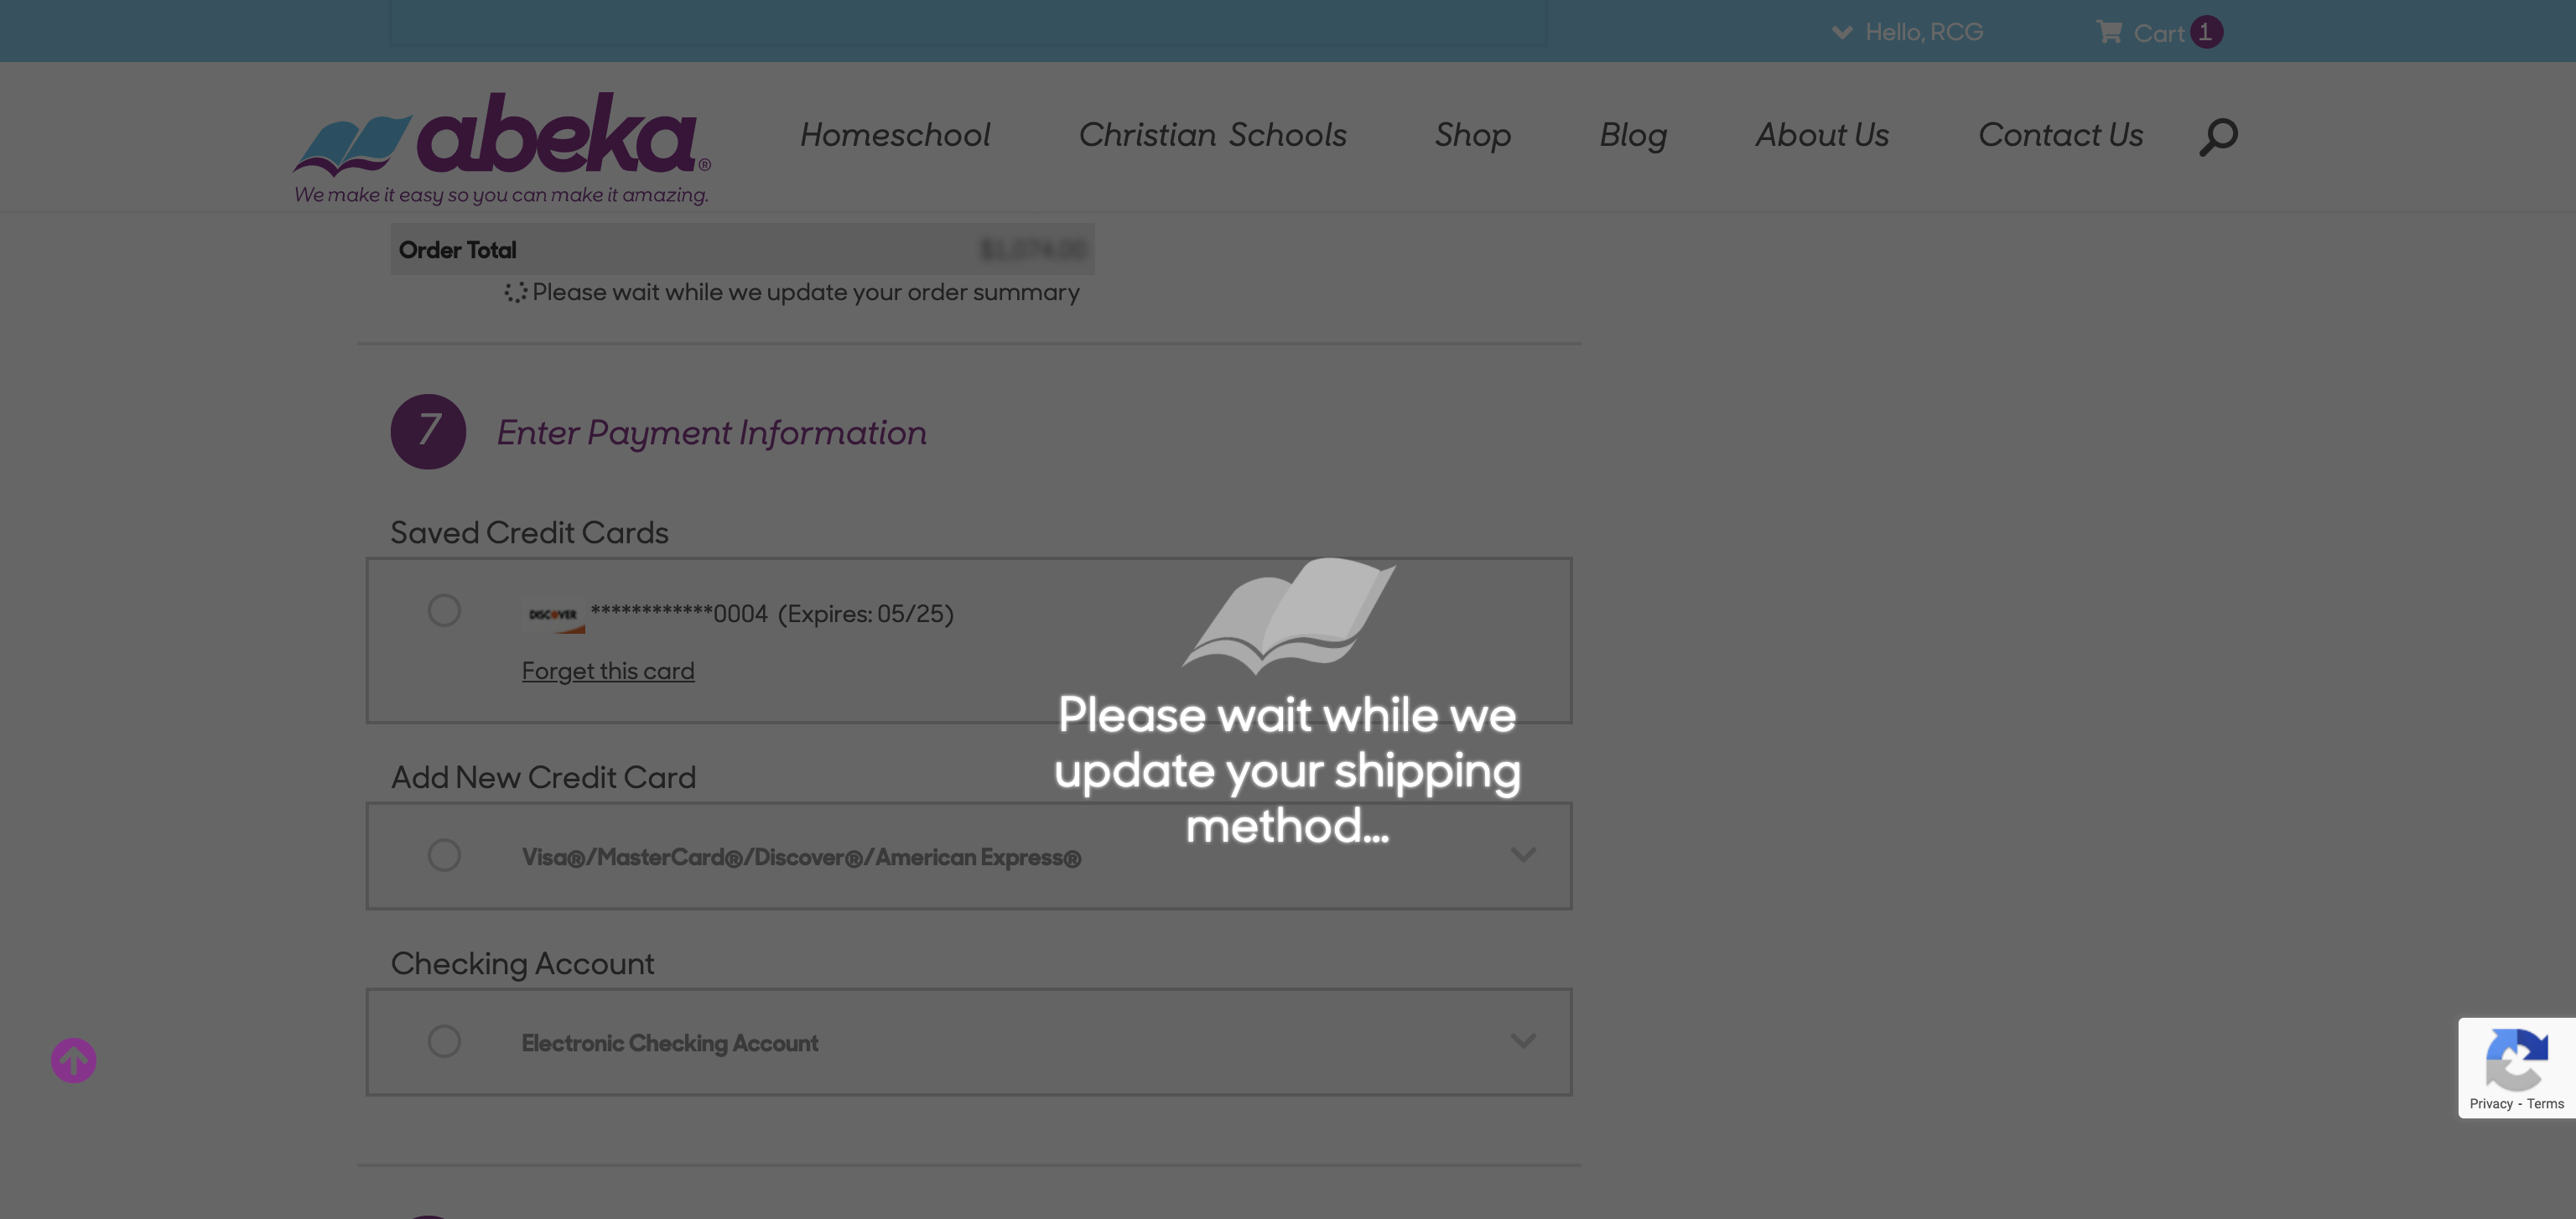 Hello, RCG
Cart 1
abeka®
We make it easy so you can make it amazing.
Homeschool
Christian Schools
Shop
Blog
About Us
Contact Us
Order Total
Please wait while we update your order summary
7
Enter Payment Information
Saved Credit Cards
DISCOVER ************0004 (Expires: 05/25)
Forget this card
Please wait while we
update your shipping
method...
Add New Credit Card
Visa®/MasterCard®/Discover®/American Express®
Checking Account
Electronic Checking Account
Privacy - Terms